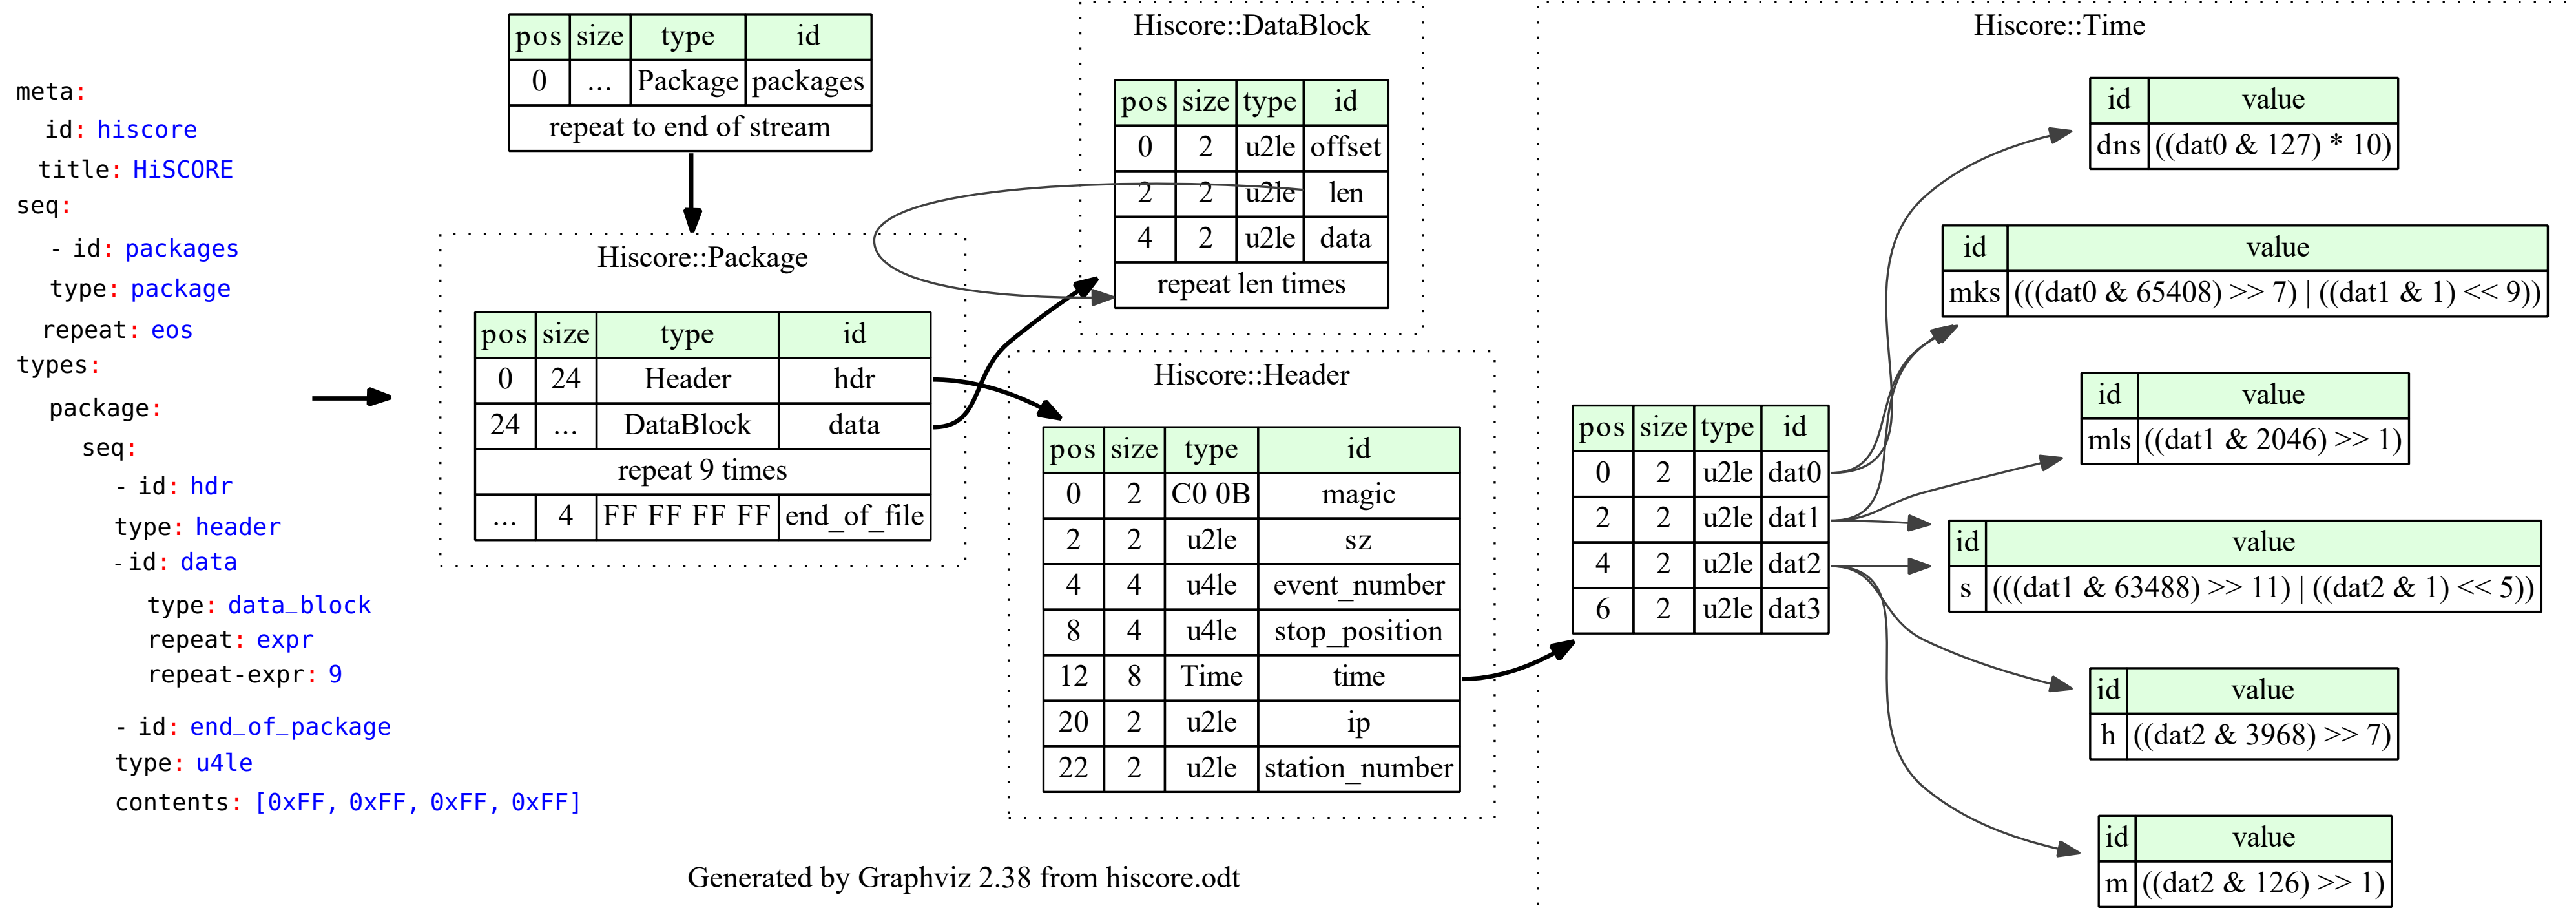 meta:
id: hiscore
title: HiSCORE
seq:
- id: packages
type: package
repeat: eos
types:
package:
seq:
- id: hdr
type: header
-id: data
type: data_block
repeat: expr
repeat-expr: 9
- id: end_of_package
type: u4le
contents: [0xFF, 0xFF, 0xFF, 0xFF]
pos size type id
0 ... Package packages
repeat to end of stream
Hiscore::Package
pos size type id
0 24 Header hdr
24 ... DataBlock data
repeat 9 times
... 4 FF FF FF FF end_of_file
Hiscore::DataBlock
pos size type id
0 2 u2le offset
2 2 u2le len
4 2 u2le data
repeat len times
Hiscore::Header
pos size type id
0 2 C0 0B magic
2 2 u2le sz
4 4 u4le event_number
8 4 u4le stop_position
12 8 Time time
20 2 u2le ip
22 2 u2le station_number
Hiscore::Time
pos size type id
0 2 u2le dat0
2 2 u2le dat1
4 2 u2le dat2
6 2 u2le dat3
id value
dns ((dat0 & 127) * 10)
id value
mks (((dat0 & 65408) >> 7) | ((dat1 & 1) << 9))
id value
mls ((dat1 & 2046) >> 1)
id value
s (((dat1 & 63488) >> 11) | ((dat2 & 1) << 5))
id value
h ((dat2 & 3968) >> 7)
id value
m ((dat2 & 126) >> 1)
Generated by Graphviz 2.38 from hiscore.odt